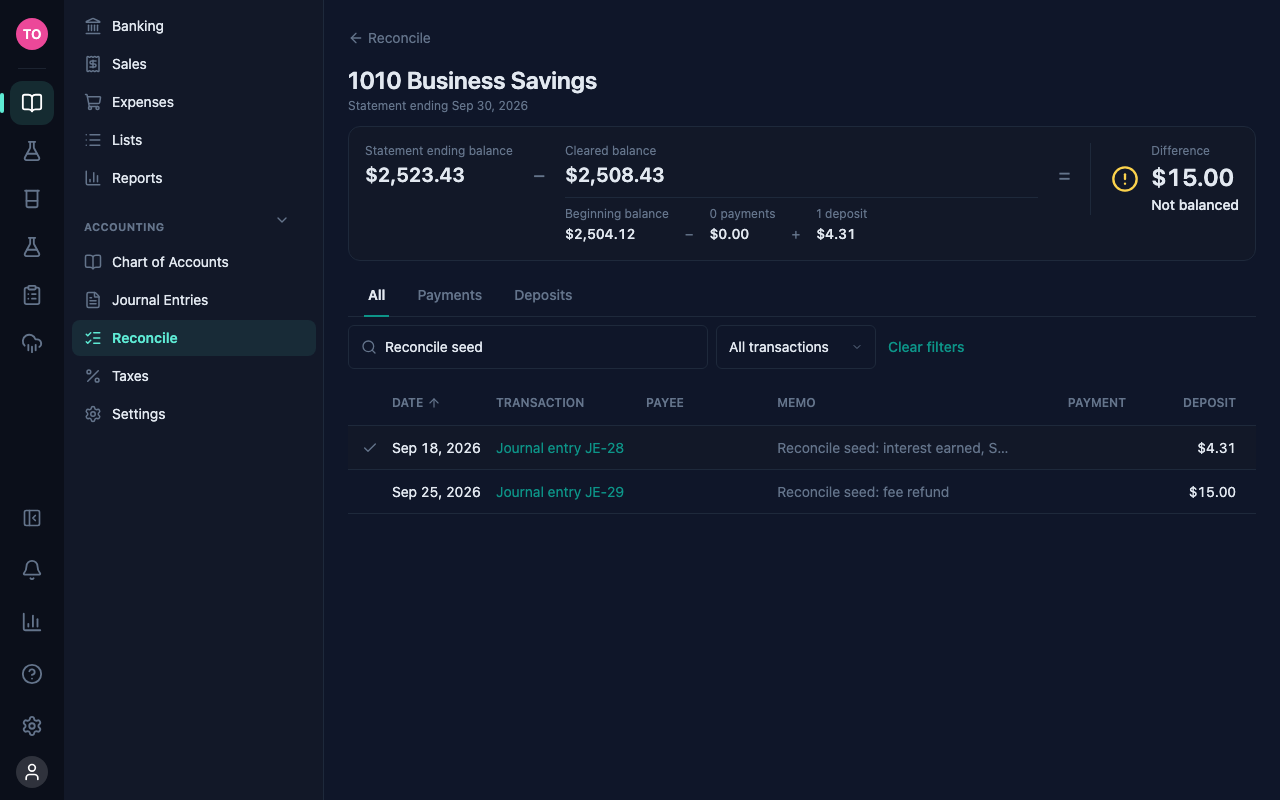 TO
Banking
Sales
Expenses
Lists
Reports
ACCOUNTING
Chart of Accounts
Journal Entries
Reconcile
Taxes
Settings
Reconcile
1010 Business Savings
Statement ending Sep 30, 2026
Statement ending balance
$2,523.43
–
Cleared balance
$2,508.43
Beginning balance
$2,504.12
–
0 payments
$0.00
+
1 deposit
$4.31
=
Difference
$15.00
Not balanced
All Payments Deposits
Reconcile seed All transactions Clear filters
DATE TRANSACTION PAYEE MEMO PAYMENT DEPOSIT
Sep 18, 2026 Journal entry JE-28 Reconcile seed: interest earned, S... $4.31
Sep 25, 2026 Journal entry JE-29 Reconcile seed: fee refund $15.00